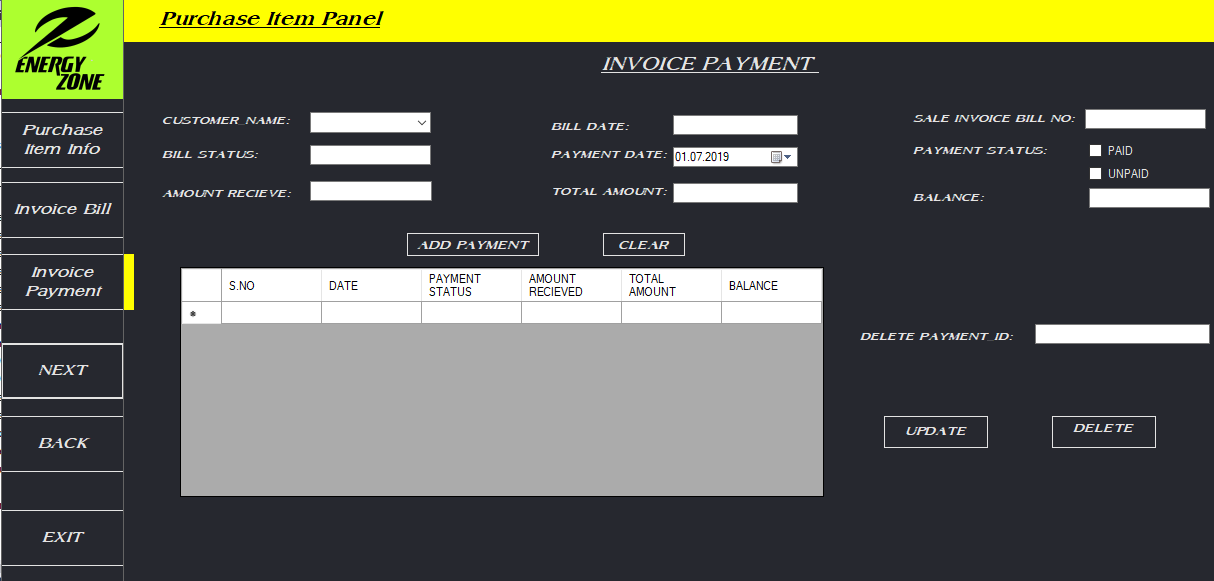 Purchase Item Panel
ENERGY
ZONE
INVOICE PAYMENT
CUSTOMER_NAME:
BILL DATE:
SALE INVOICE BILL NO:
Purchase
Item Info
BILL STATUS:
PAYMENT DATE: 01.07.2019
PAYMENT STATUS:
PAID
UNPAID
AMOUNT RECIEVE:
TOTAL AMOUNT:
BALANCE:
Invoice Bill
ADD PAYMENT
CLEAR
Invoice
Payment
S.NO
DATE
PAYMENT
STATUS
AMOUNT
RECIEVED
TOTAL
AMOUNT
BALANCE
DELETE PAYMENT_ID:
NEXT
UPDATE
DELETE
BACK
EXIT